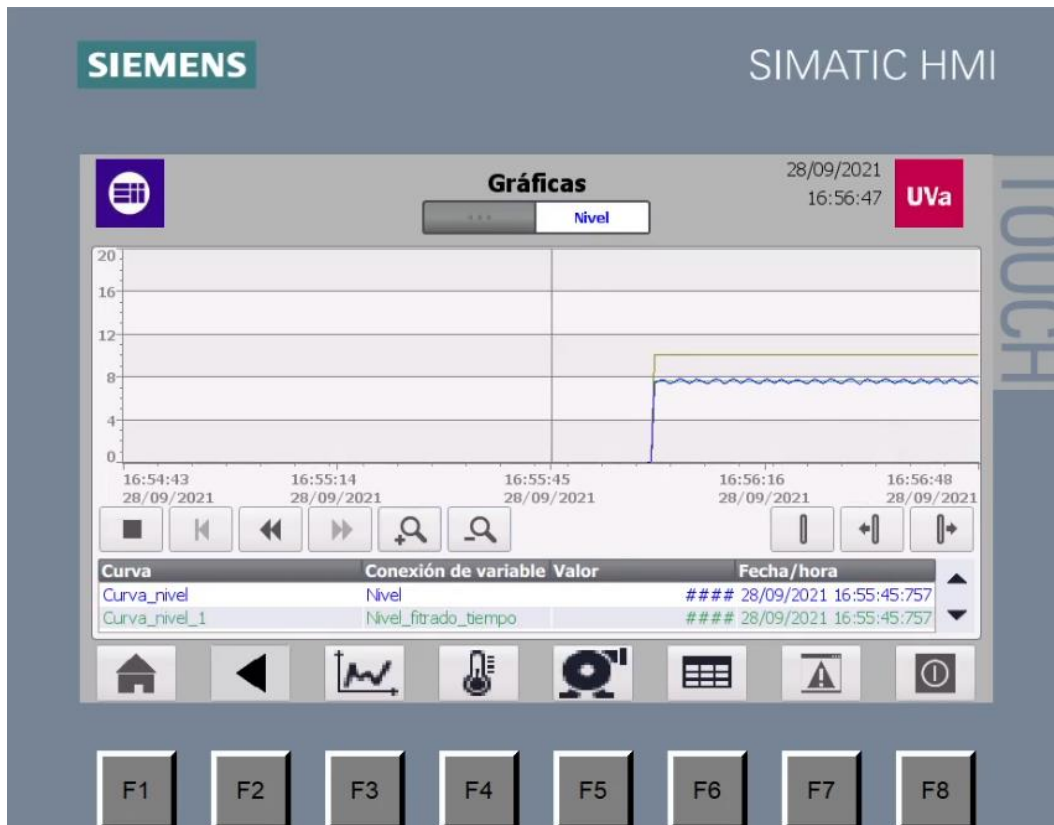 SIEMENS
SIMATIC HMI
TOUCH
Gráficas
28/09/2021
16:56:47
UVa
Nivel
20
16
12
8
4
0
16:54:43
28/09/2021
16:55:14
28/09/2021
16:55:45
28/09/2021
16:56:16
28/09/2021
16:56:48
28/09/2021
Curva Conexión de variable Valor Fecha/hora
Curva_nivel Nivel #### 28/09/2021 16:55:45:757
Curva_nivel_1 Nivel_fitrado_tiempo #### 28/09/2021 16:55:45:757
F1 F2 F3 F4 F5 F6 F7 F8